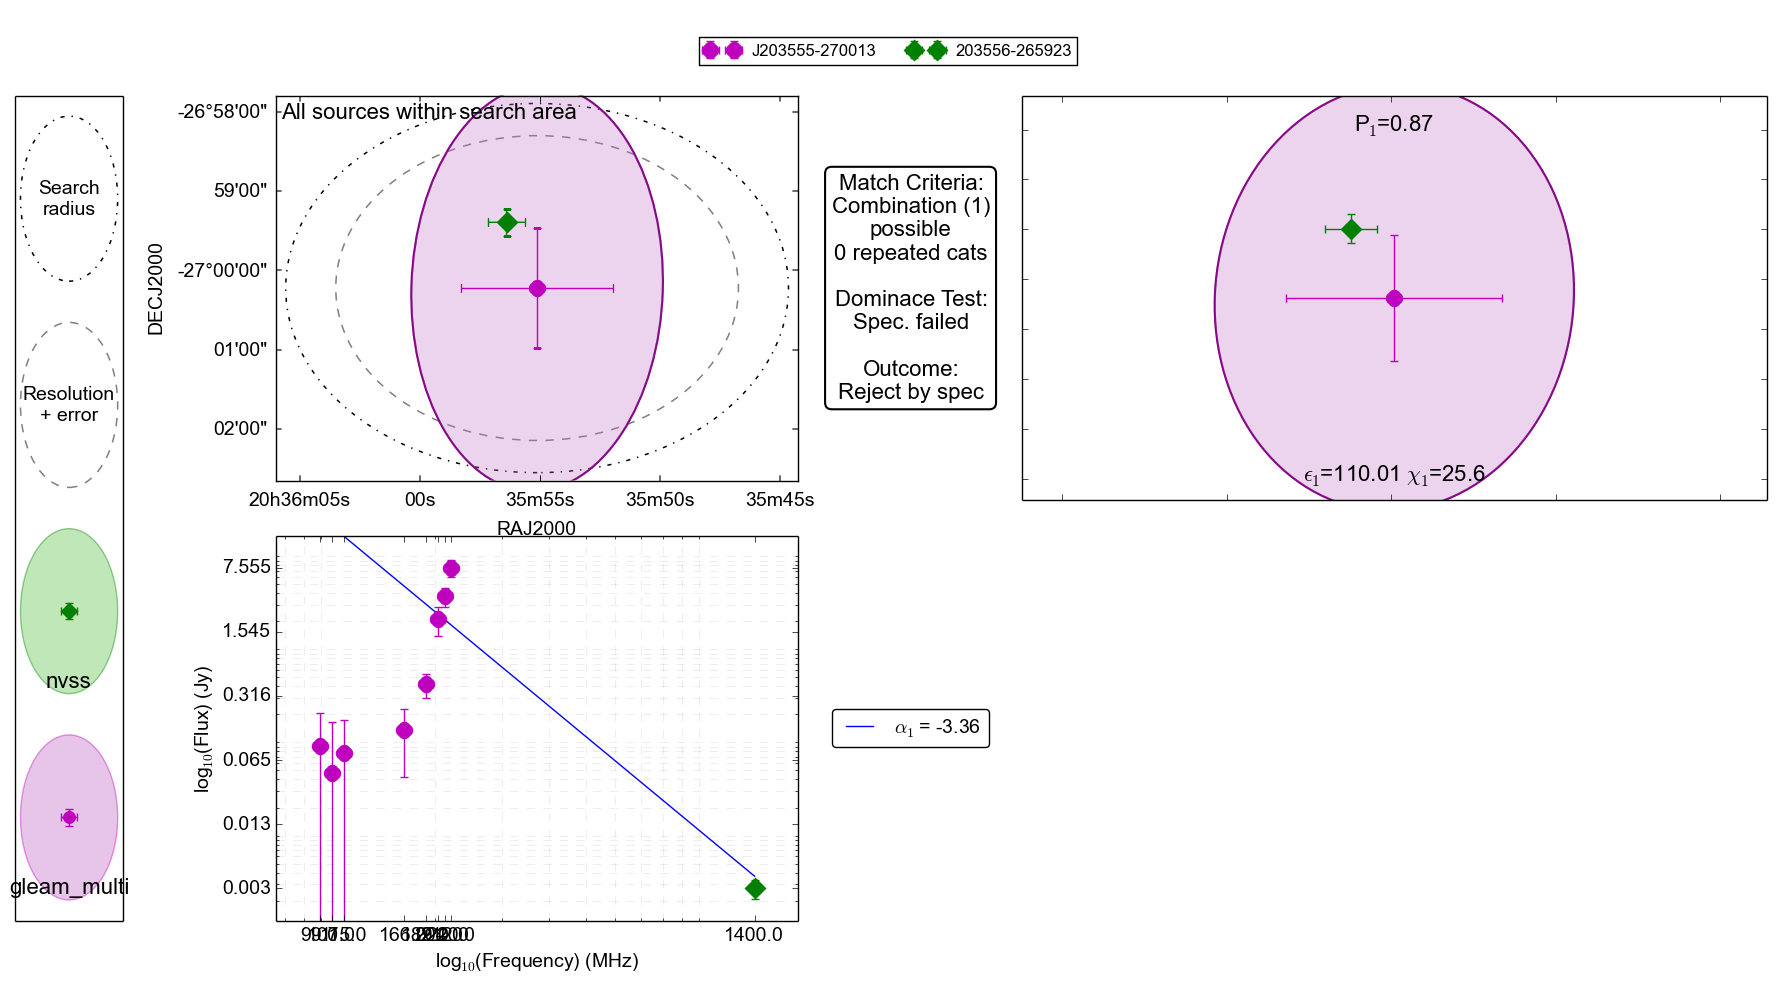 J203555-270013 203556-265923
Search
radius
Resolution
+ error
nvss
gleam_multi
All sources within search area
DECJ2000
-26°58'00"
59'00"
-27°00'00"
01'00"
02'00"
20h36m05s 00s 35m55s 35m50s 35m45s
RAJ2000
Match Criteria:
Combination (1)
possible
0 repeated cats
Dominace Test:
Spec. failed
Outcome:
Reject by spec
P1=0.87
ϵ1=110.01 χ1=25.6
log10(Flux) (Jy)
7.555
1.545
0.316
0.065
0.013
0.003
1400.0
log10(Frequency) (MHz)
α1 = -3.36